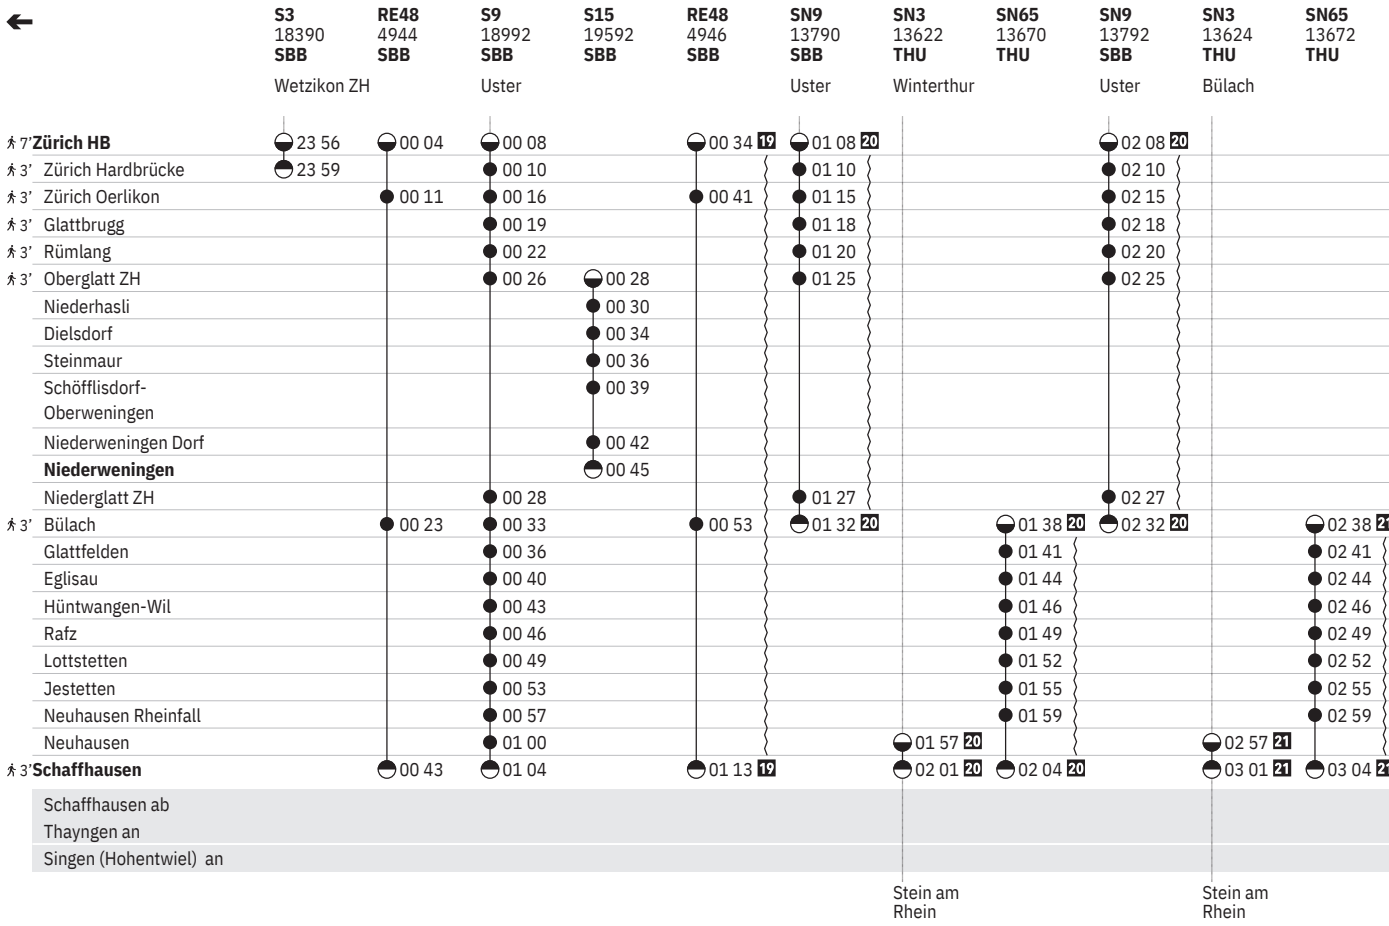 S3 RE48 S9 S15 RE48 SN9 SN3 SN65 SN9 SN3 SN65
18390 4944 18992 19592 4946 13790 13622 13670 13792 13624 13672
SBB SBB SBB SBB SBB SBB THU THU SBB THU THU
Wetzikon ZH Uster Uster Winterthur Uster Bülach
7’ Zürich HB 23 56 00 04 00 08 00 34 19 01 08 20 02 08 20
3’ Zürich Hardbrücke 23 59 00 10 01 10 02 10
3’ Zürich Oerlikon 00 11 00 16 00 41 01 15 02 15
3’ Glattbrugg 00 19 01 18 02 18
3’ Rümlang 00 22 01 20 02 20
3’ Oberglatt ZH 00 26 00 28 01 25 02 25
Niederhasli 00 30
Dielsdorf 00 34
Steinmaur 00 36
Schöfflisdorf- 00 39
Oberweningen
Niederweningen Dorf 00 42
Niederweningen 00 45
Niederglatt ZH 00 28 01 27 02 27
3’ Bülach 00 23 00 33 00 53 01 32 20 01 38 20 02 32 20 02 38 21
Glattfelden 00 36 01 41 02 41
Eglisau 00 40 01 44 02 44
Hüntwangen-Wil 00 43 01 46 02 46
Rafz 00 46 01 49 02 49
Lottstetten 00 49 01 52 02 52
Jestetten 00 53 01 55 02 55
Neuhausen Rheinfall 00 57 01 59 02 59
Neuhausen 01 00 01 57 20 02 57 21
3’ Schaffhausen 00 43 01 04 01 13 19 02 01 20 02 04 20 03 01 21 03 04 21
Schaffhausen ab
Thayngen an
Singen (Hohentwiel) an
Stein am Stein am
Rhein Rhein